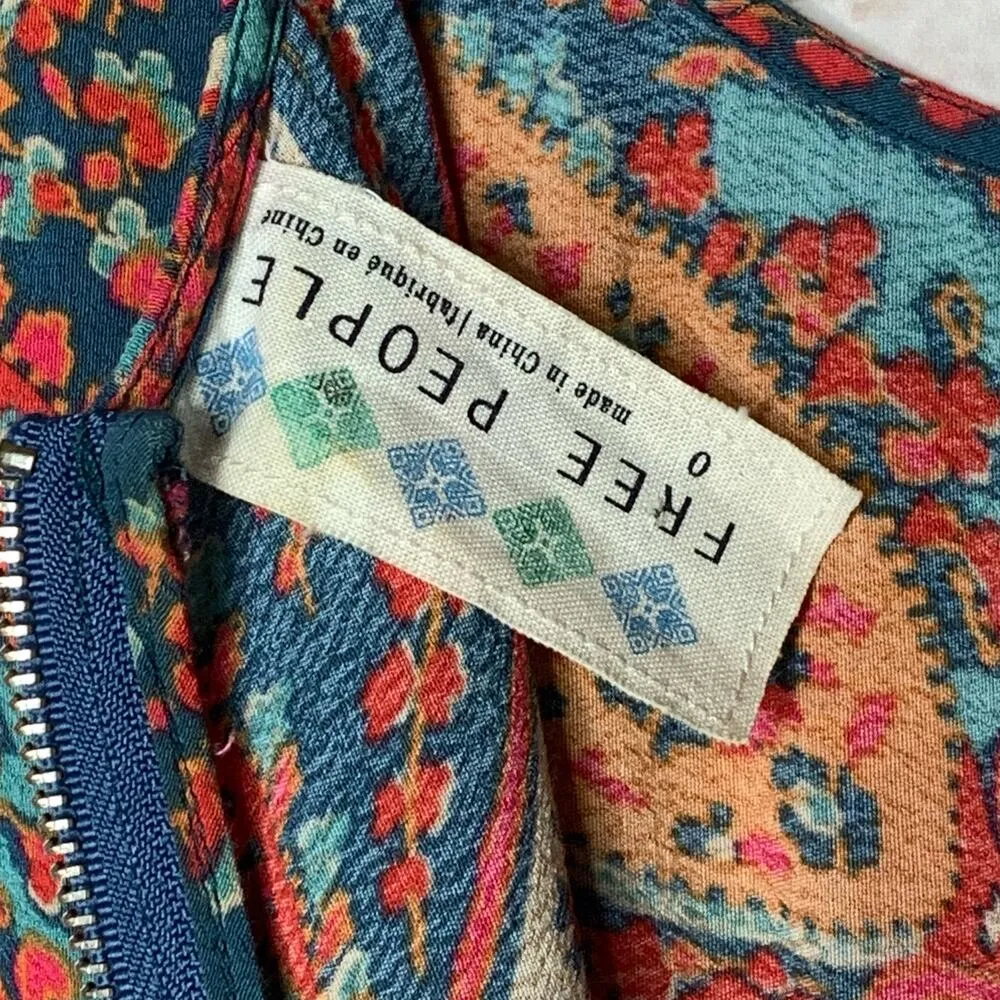 FREE PEOPLE
0
made in China | fabriqué en Chine